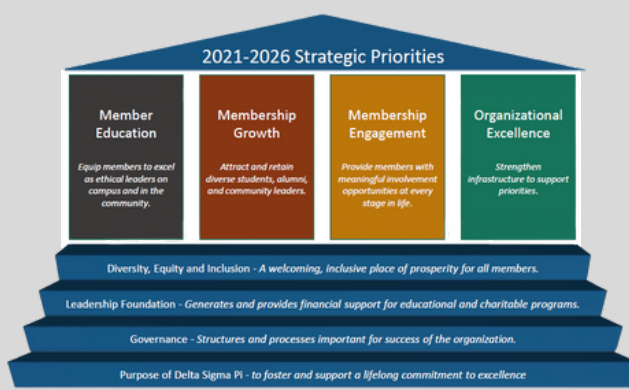 2021-2026 Strategic Priorities
Member
Education
Equip members to excel
as ethical leaders on
campus and in the
community.
Membership
Growth
Attract and retain
diverse students, alumni,
and community leaders.
Membership
Engagement
Provide members with
meaningful involvement
opportunities at every
stage in life.
Organizational
Excellence
Strengthen
infrastructure to support
priorities.
Diversity, Equity and Inclusion - A welcoming, inclusive place of prosperity for all members.
Leadership Foundation - Generates and provides financial support for educational and charitable programs.
Governance - Structures and processes important for success of the organization.
Purpose of Delta Sigma Pi - to foster and support a lifelong commitment to excellence